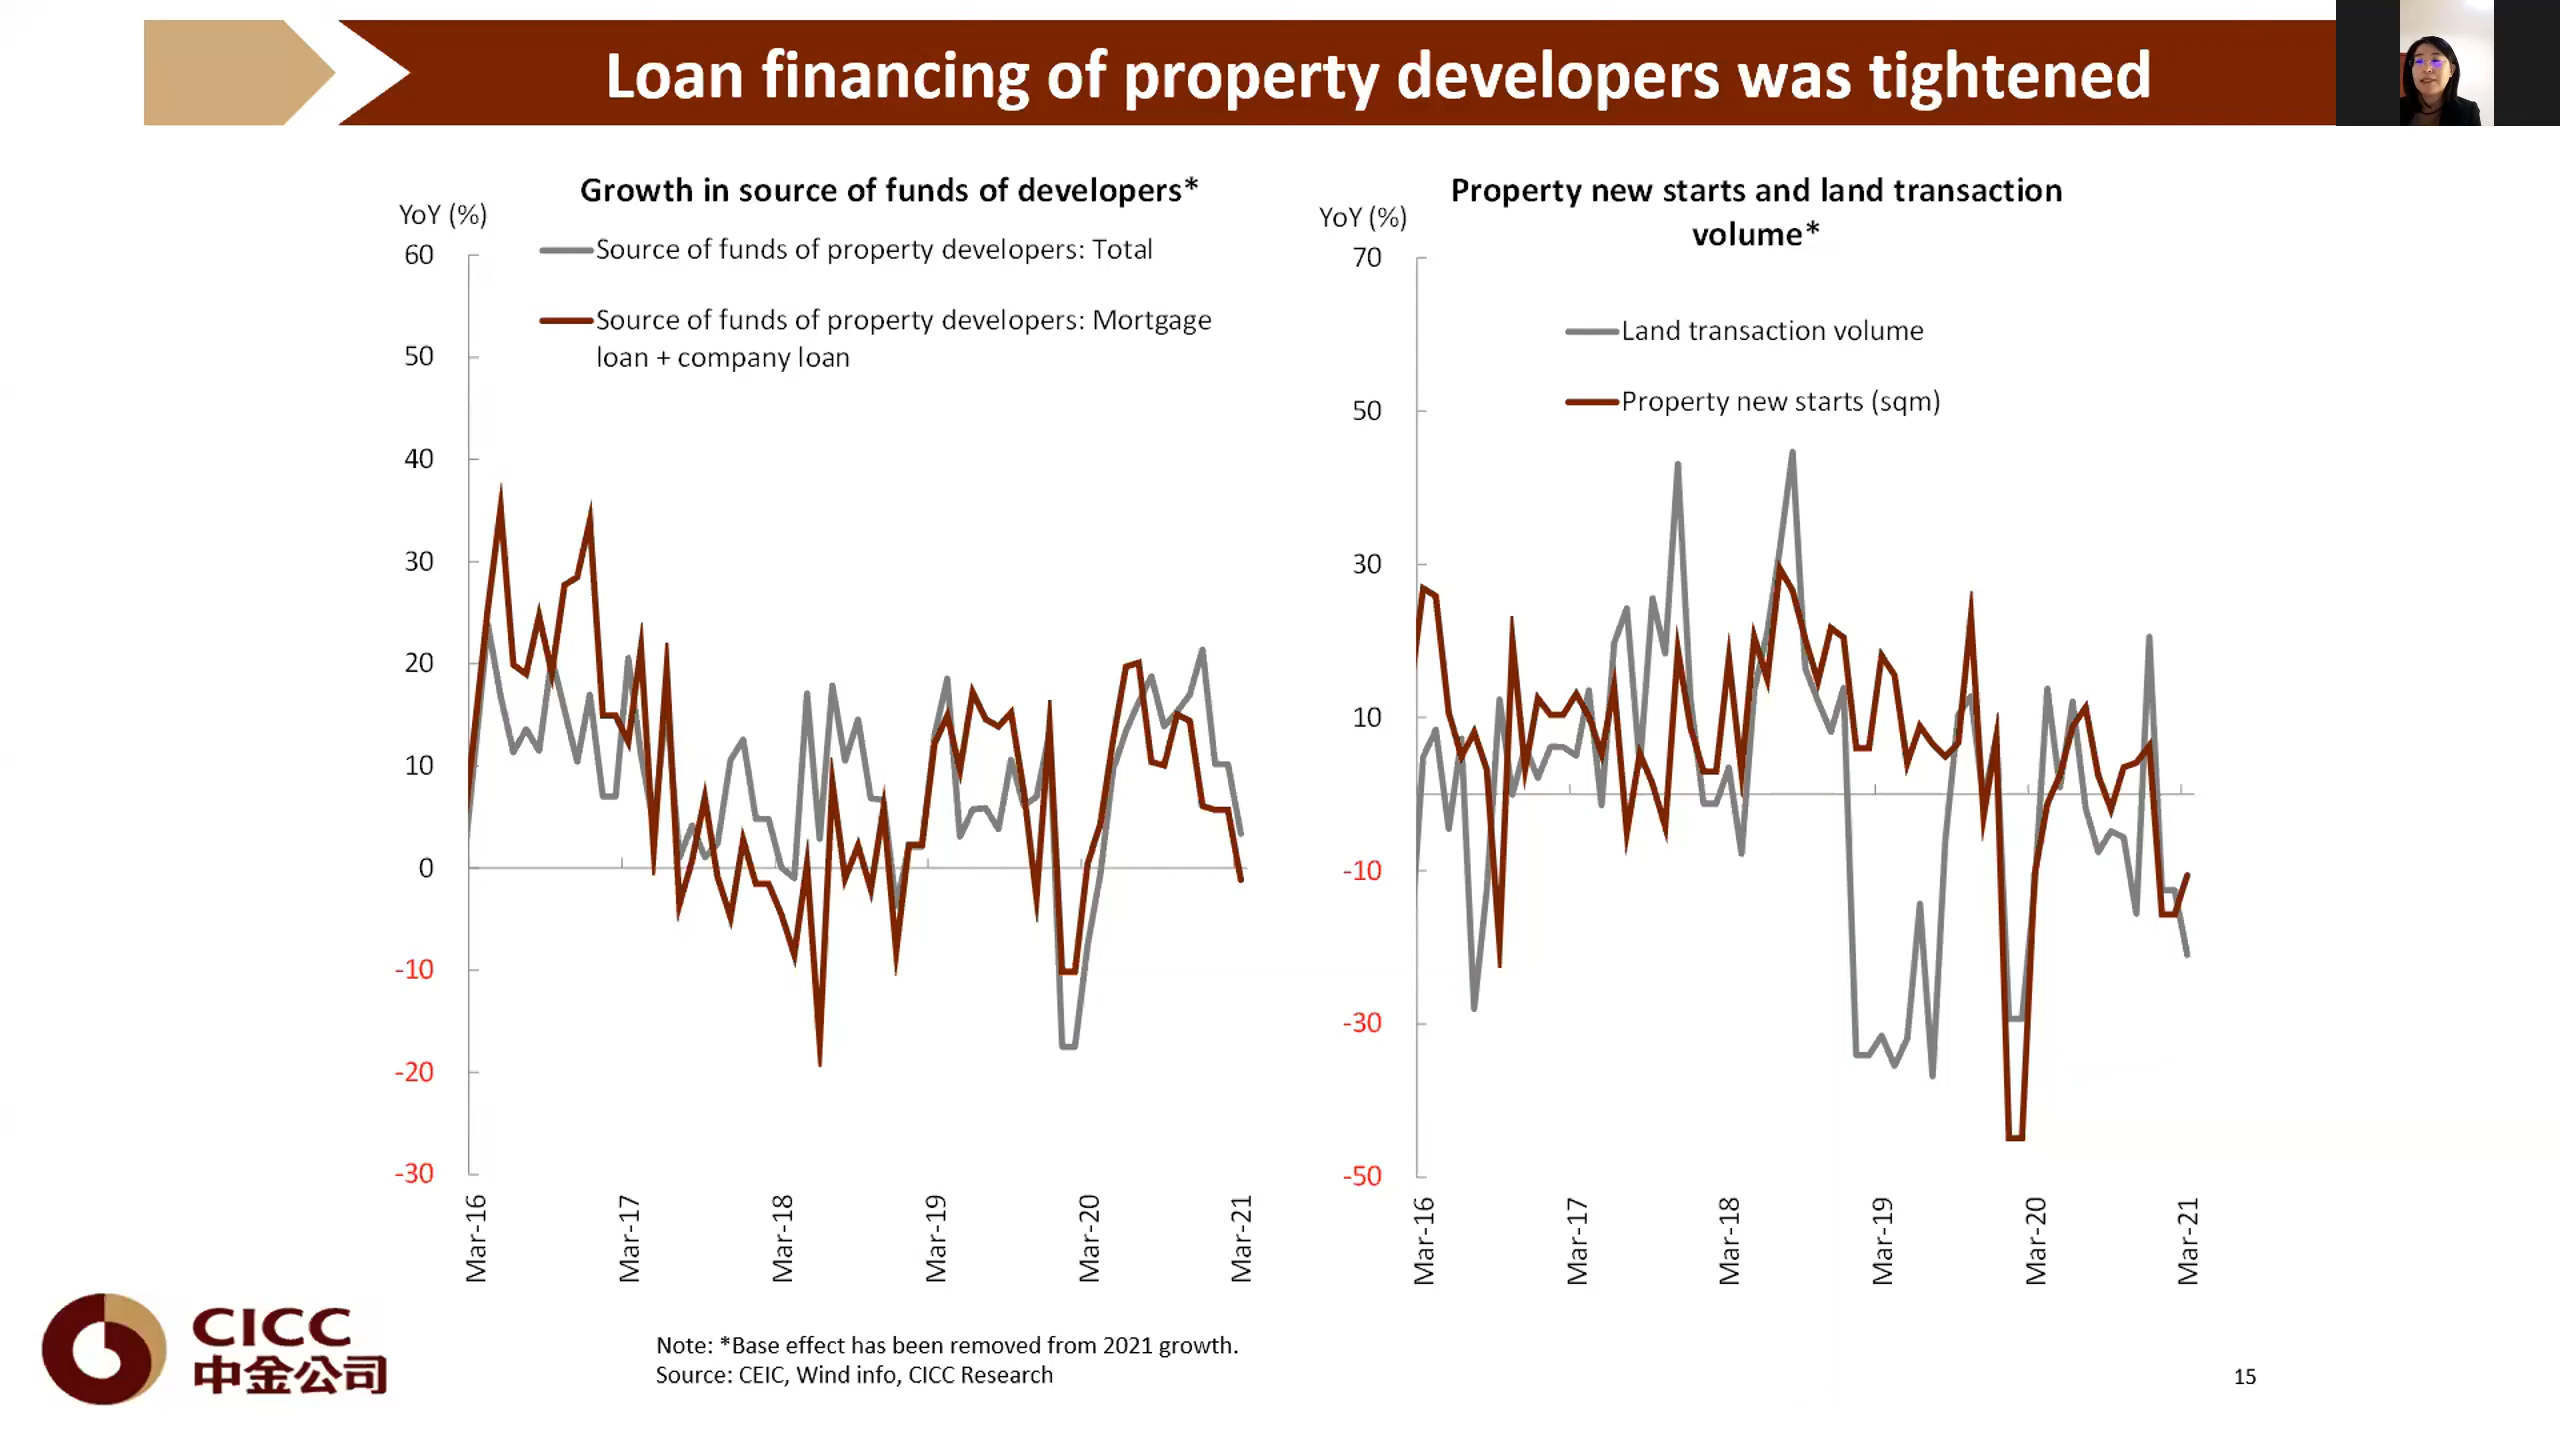 Loan financing of property developers was tightened
Growth in source of funds of developers*
YoY (%)
Source of funds of property developers: Total
Source of funds of property developers: Mortgage
loan + company loan
60
50
40
30
20
10
0
-10
-20
-30
Mar-16
Mar-17
Mar-18
Mar-19
Mar-20
Mar-21
Property new starts and land transaction
volume*
YoY (%)
Land transaction volume
Property new starts (sqm)
70
50
30
10
-10
-30
-50
Mar-16
Mar-17
Mar-18
Mar-19
Mar-20
Mar-21
CICC
中金公司
Note: *Base effect has been removed from 2021 growth.
Source: CEIC, Wind info, CICC Research
15